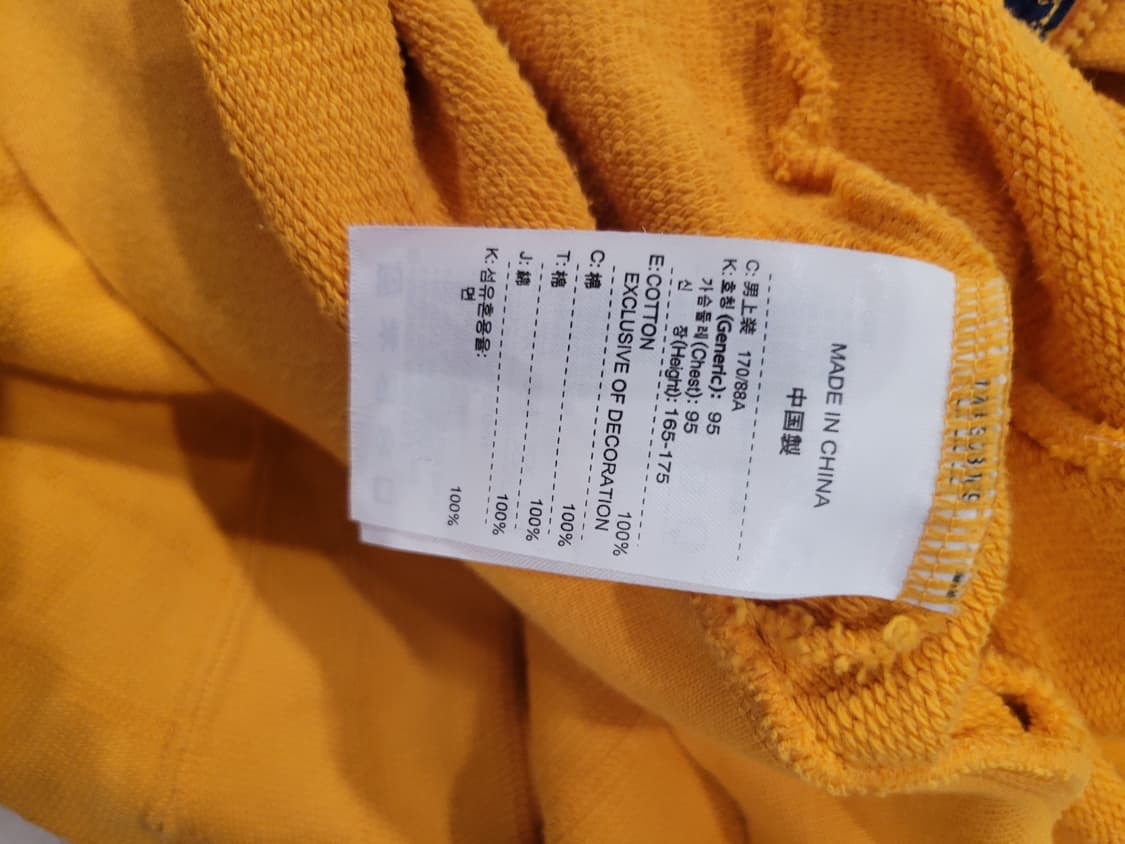 MADE IN CHINA
中国製
C: 男上装 170/88A
K: 호칭 (Generic): 95
가슴둘레(Chest): 95
신 장(Height): 165-175
E:COTTON 100%
EXCLUSIVE OF DECORATION
C: 棉 100%
T: 棉 100%
J: 綿 100%
K: 섬유혼용율:
면 100%